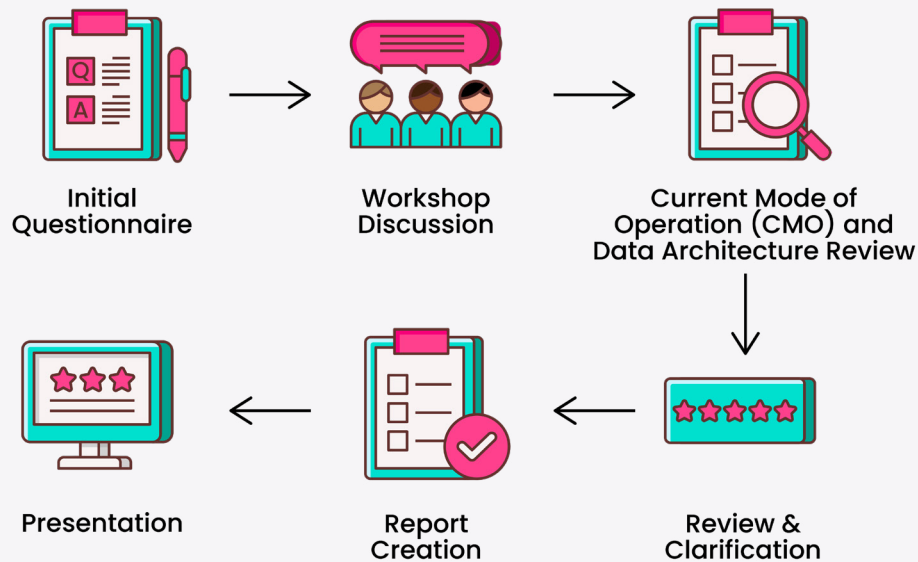 Q
A
Initial
Questionnaire
Workshop
Discussion
Current Mode of
Operation (CMO) and
Data Architecture Review
Review &
Clarification
Report
Creation
Presentation